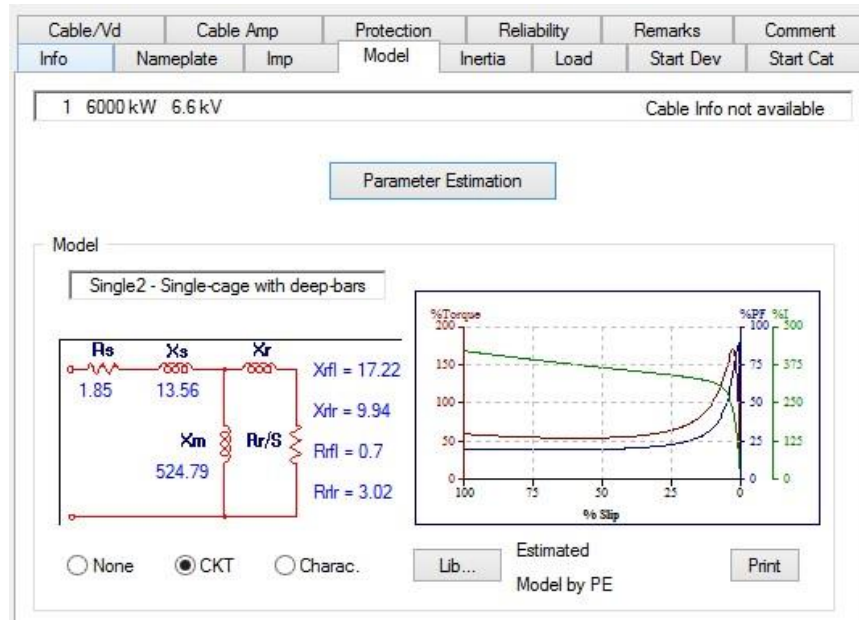 Cable/Vd Cable Amp Protection Reliability Remarks Comment
Info Nameplate Imp Model Inertia Load Start Dev Start Cat
1 6000 kW 6.6 kV Cable Info not available
Parameter Estimation
Model
Single2 - Single-cage with deep-bars
Rs Xs Xr
1.85 13.56
Xm Rr/S
524.79
Xrfl = 17.22
Xrlr = 9.94
Rrfl = 0.7
Rrlr = 3.02
%Torque %PF %I
200 100 500
150 75 375
100 50 250
50 25 125
0 0 0
100 75 50 25 0
% Slip
None CKT Charac. Lib... Estimated Print
Model by PE